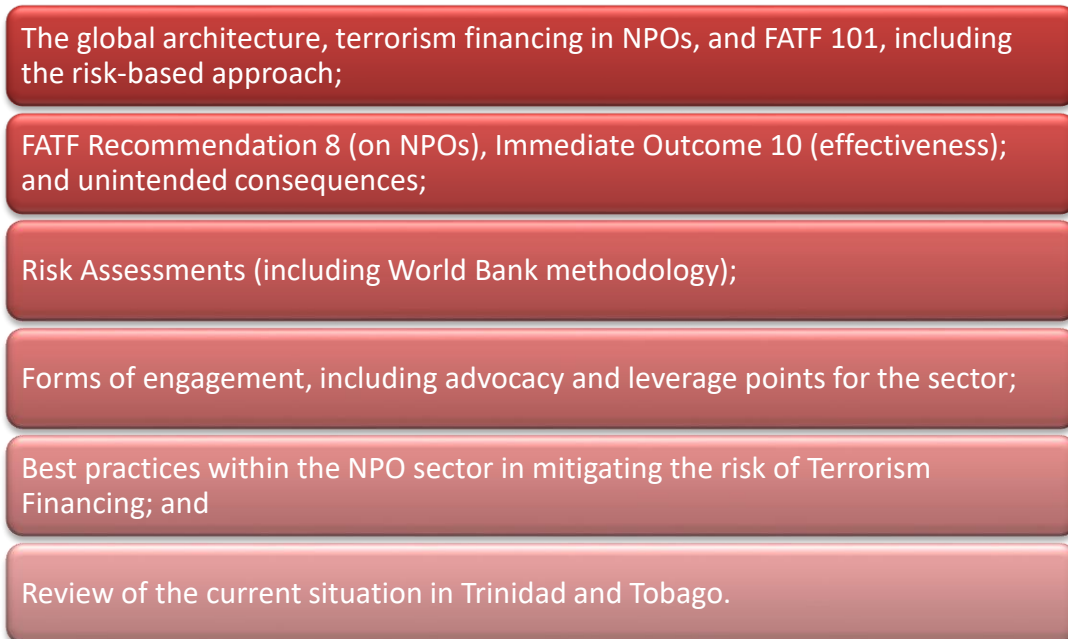 The global architecture, terrorism financing in NPOs, and FATF 101, including
the risk-based approach;
FATF Recommendation 8 (on NPOs), Immediate Outcome 10 (effectiveness);
and unintended consequences;
Risk Assessments (including World Bank methodology);
Forms of engagement, including advocacy and leverage points for the sector;
Best practices within the NPO sector in mitigating the risk of Terrorism
Financing; and
Review of the current situation in Trinidad and Tobago.